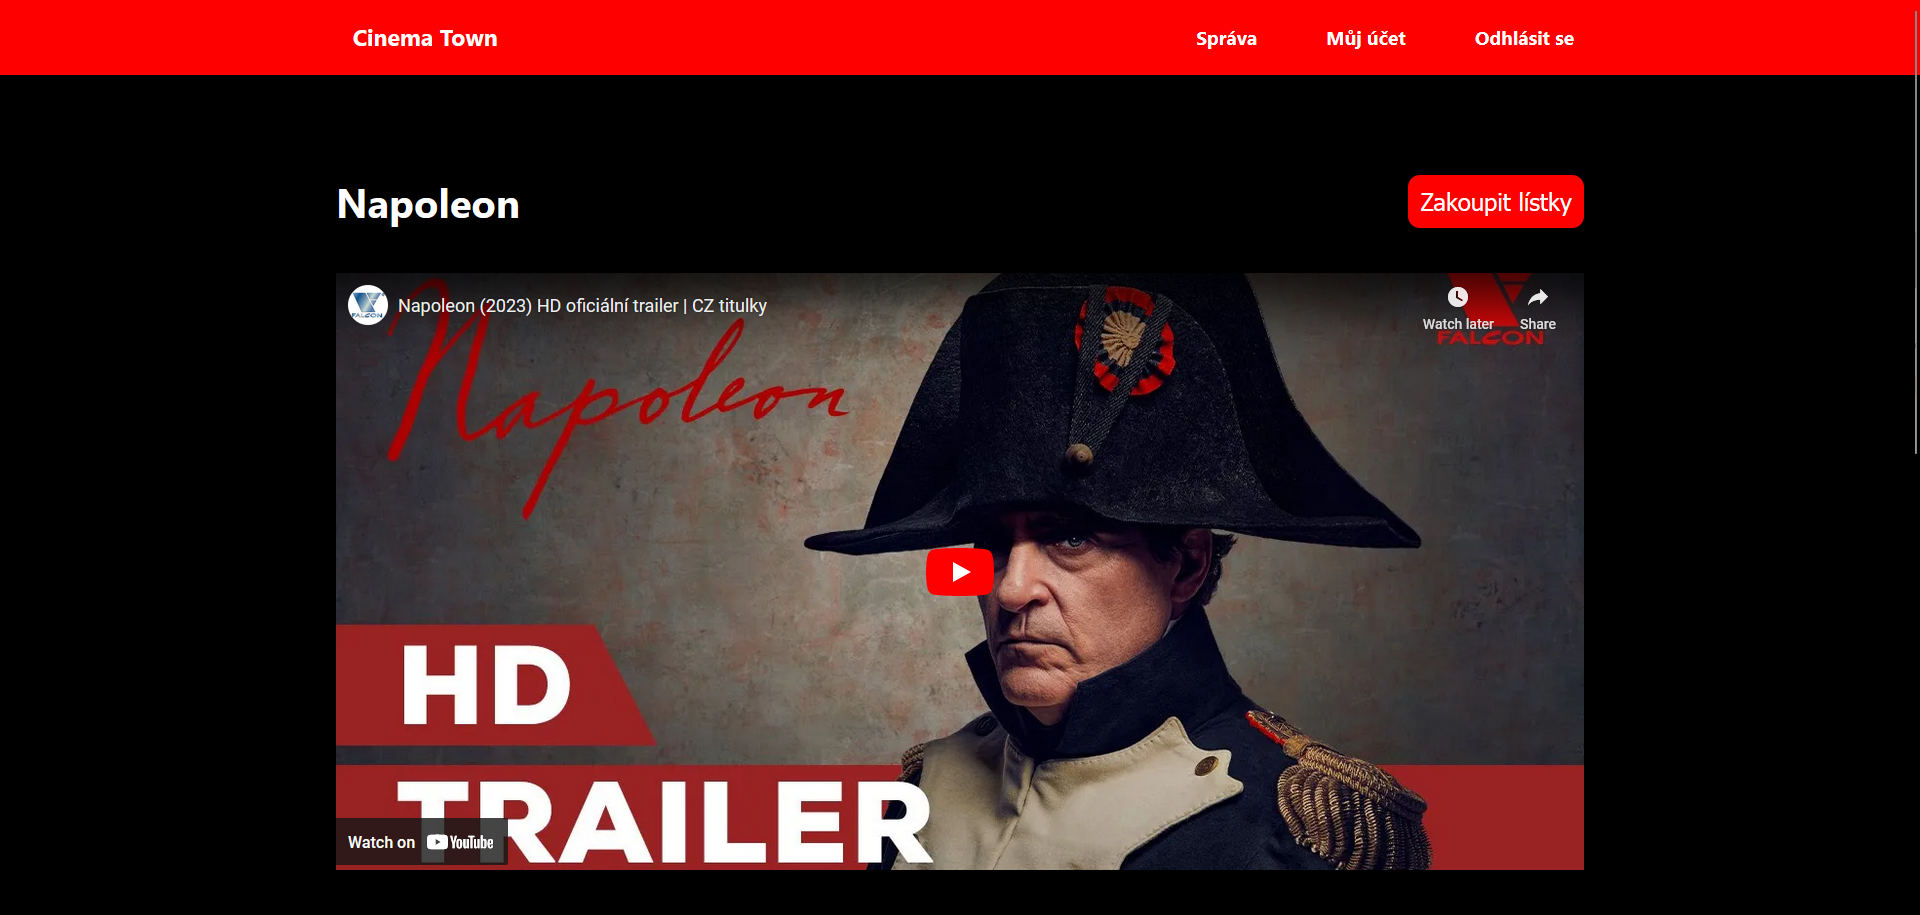 Cinema Town
Správa
Můj účet
Odhlásit se
Napoleon
Zakoupit lístky
FALCON
Napoleon (2023) HD oficiální trailer | CZ titulky
Watch later
Share
FALCON
Napoleon
HD
TRAILER
Watch on YouTube